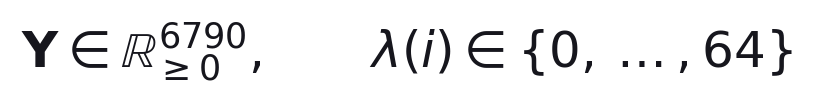 𝐘 ∈ ℝ^{6790}_{≥0}, λ(i) ∈ {0, …, 64}